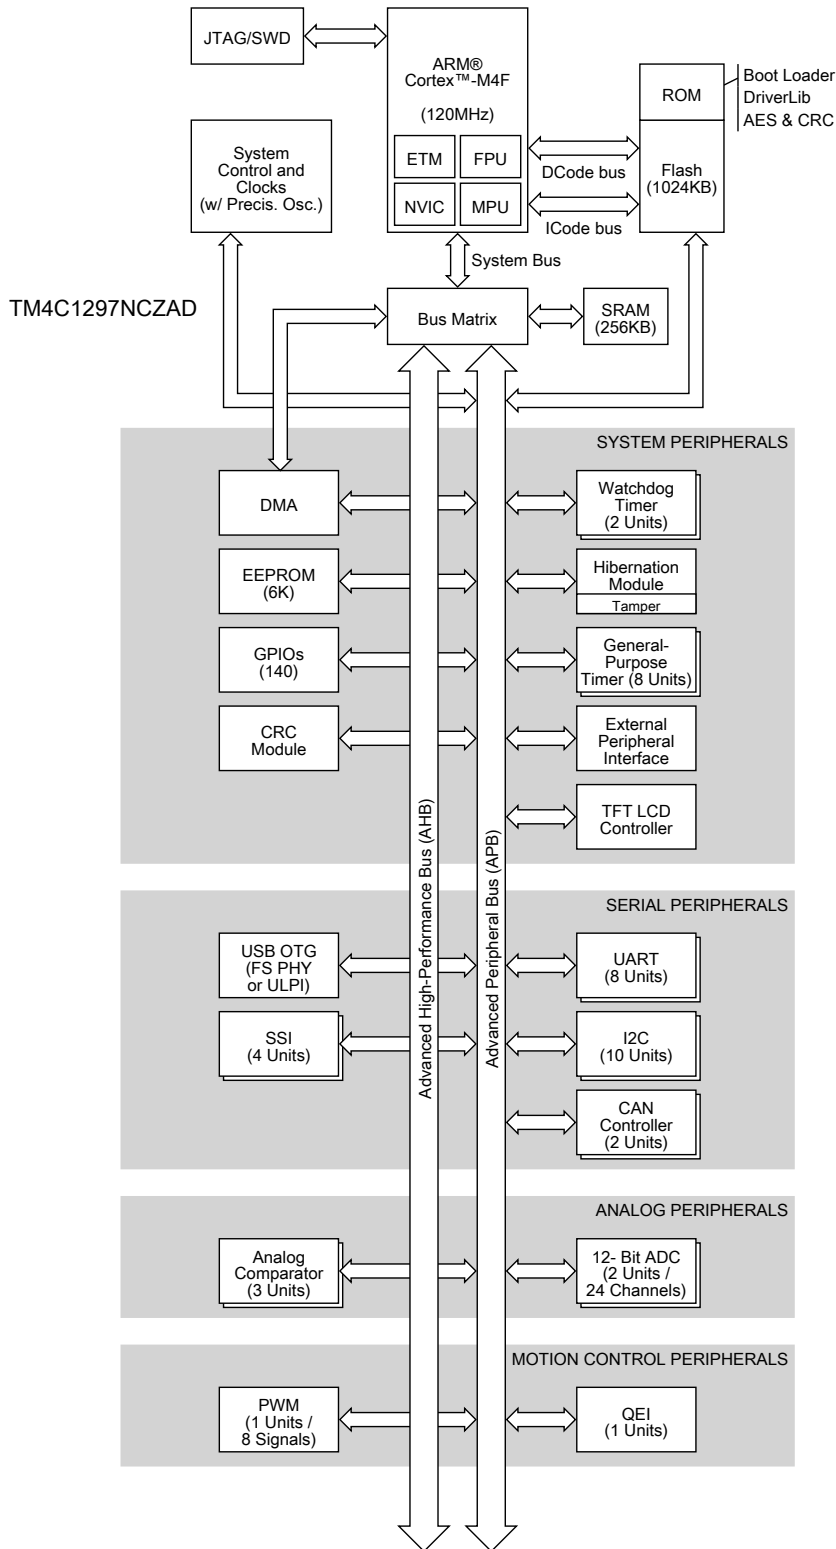 JTAG/SWD
ARM®
Cortex™-M4F
(120MHz)
ETM
FPU
NVIC
MPU
ROM
Boot Loader
DriverLib
AES & CRC
Flash
(1024KB)
DCode bus
ICode bus
System
Control and
Clocks
(w/ Precis. Osc.)
System Bus
TM4C1297NCZAD
Bus Matrix
SRAM
(256KB)
SYSTEM PERIPHERALS
DMA
Watchdog
Timer
(2 Units)
EEPROM
(6K)
Hibernation
Module
Tamper
GPIOs
(140)
General-
Purpose
Timer (8 Units)
CRC
Module
External
Peripheral
Interface
TFT LCD
Controller
Advanced High-Performance Bus (AHB)
Advanced Peripheral Bus (APB)
SERIAL PERIPHERALS
USB OTG
(FS PHY
or ULPI)
UART
(8 Units)
SSI
(4 Units)
I2C
(10 Units)
CAN
Controller
(2 Units)
ANALOG PERIPHERALS
Analog
Comparator
(3 Units)
12- Bit ADC
(2 Units /
24 Channels)
MOTION CONTROL PERIPHERALS
PWM
(1 Units /
8 Signals)
QEI
(1 Units)